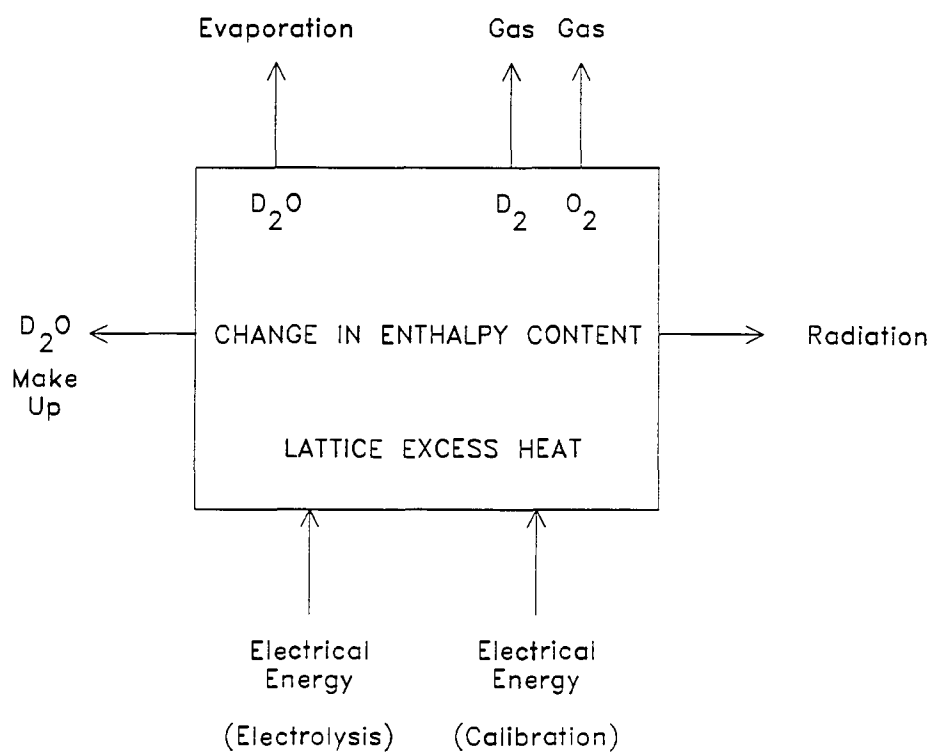 Evaporation
Gas Gas
D2O
D2 O2
D2O
Make
Up
CHANGE IN ENTHALPY CONTENT
Radiation
LATTICE EXCESS HEAT
Electrical
Energy
(Electrolysis)
Electrical
Energy
(Calibration)